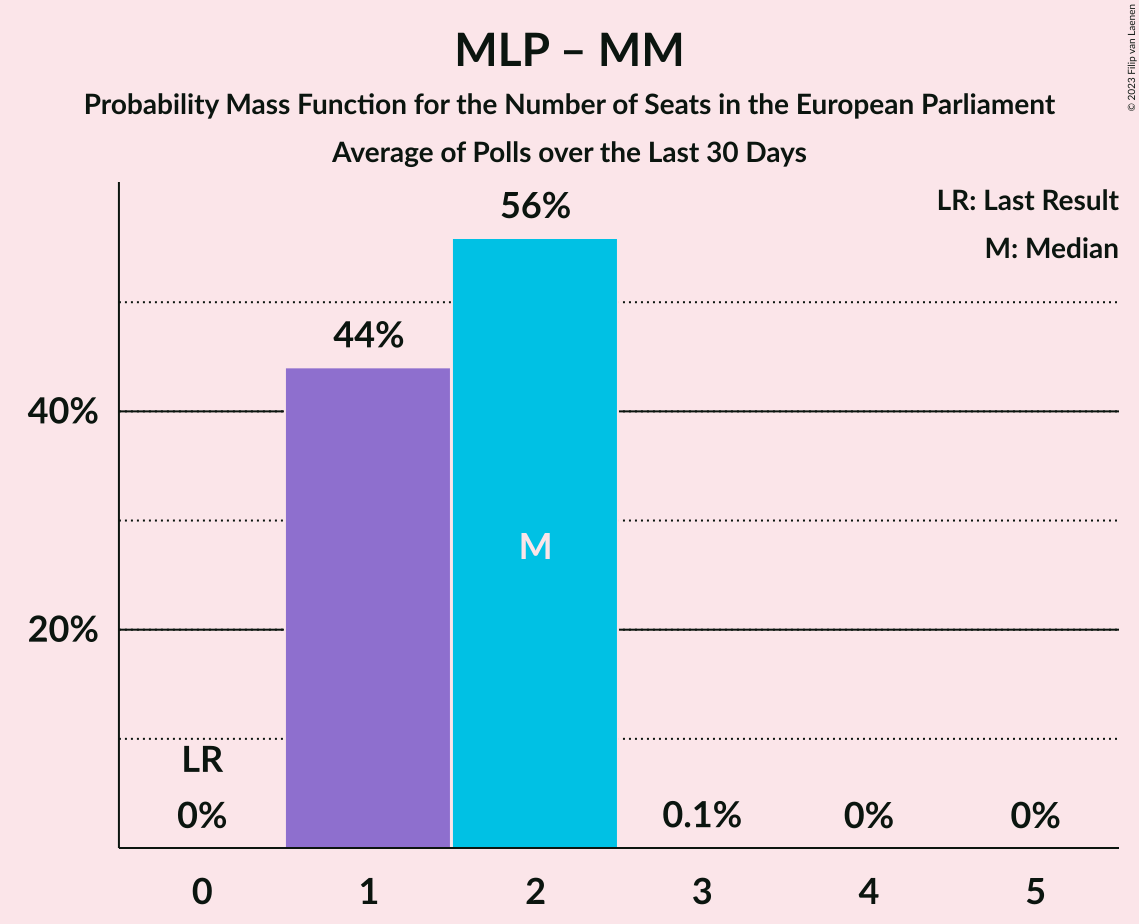 MLP – MM
Probability Mass Function for the Number of Seats in the European Parliament
Average of Polls over the Last 30 Days
© 2023 Filip van Laenen
LR: Last Result
M: Median
56%
44%
40%
M
20%
LR
0%
0.1%
0%
0%
0
1
2
3
4
5